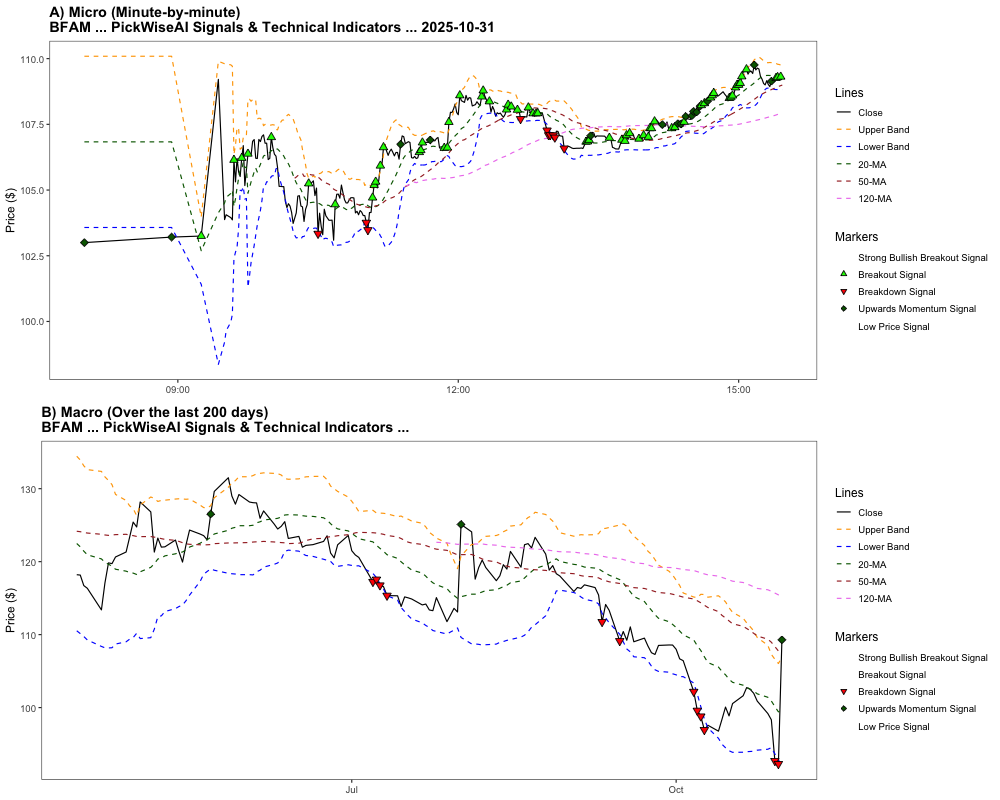 A) Micro (Minute-by-minute)
BFAM ... PickWiseAI Signals & Technical Indicators ... 2025-10-31
Price ($)
110.0
107.5
105.0
102.5
100.0
09:00
12:00
15:00
Lines
Close
Upper Band
Lower Band
20-MA
50-MA
120-MA
Markers
Strong Bullish Breakout Signal
Breakout Signal
Breakdown Signal
Upwards Momentum Signal
Low Price Signal
B) Macro (Over the last 200 days)
BFAM ... PickWiseAI Signals & Technical Indicators ...
Price ($)
130
120
110
100
Jul
Oct
Lines
Close
Upper Band
Lower Band
20-MA
50-MA
120-MA
Markers
Strong Bullish Breakout Signal
Breakout Signal
Breakdown Signal
Upwards Momentum Signal
Low Price Signal